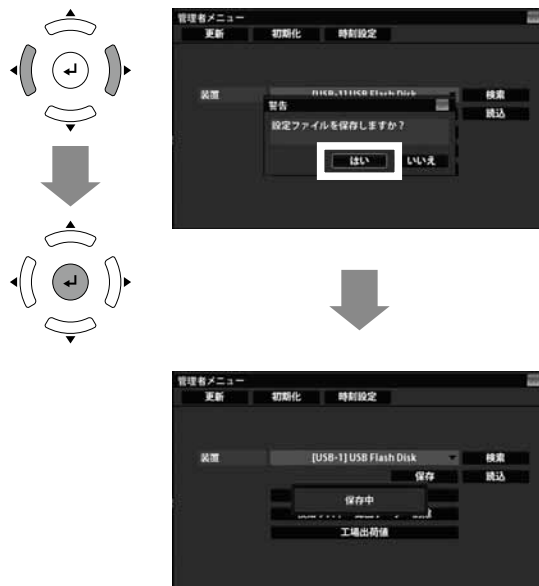 管理者メニュー
更新 初期化 時刻設定
装置 [USB-1] USB Flash Disk 検索
警告 読込
設定ファイルを保存しますか？
はい いいえ
管理者メニュー
更新 初期化 時刻設定
装置 [USB-1] USB Flash Disk 検索
保存 読込
保存中
工場出荷値